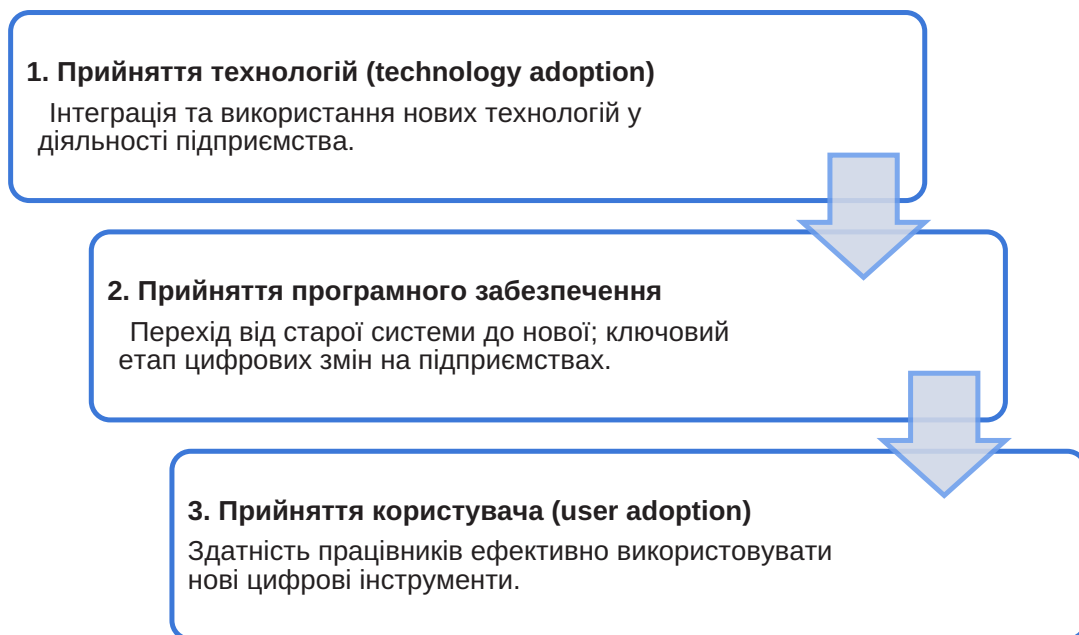 1. Прийняття технологій (technology adoption)
Інтеграція та використання нових технологій у
діяльності підприємства.
2. Прийняття програмного забезпечення
Перехід від старої системи до нової; ключовий
етап цифрових змін на підприємствах.
3. Прийняття користувача (user adoption)
Здатність працівників ефективно використовувати
нові цифрові інструменти.